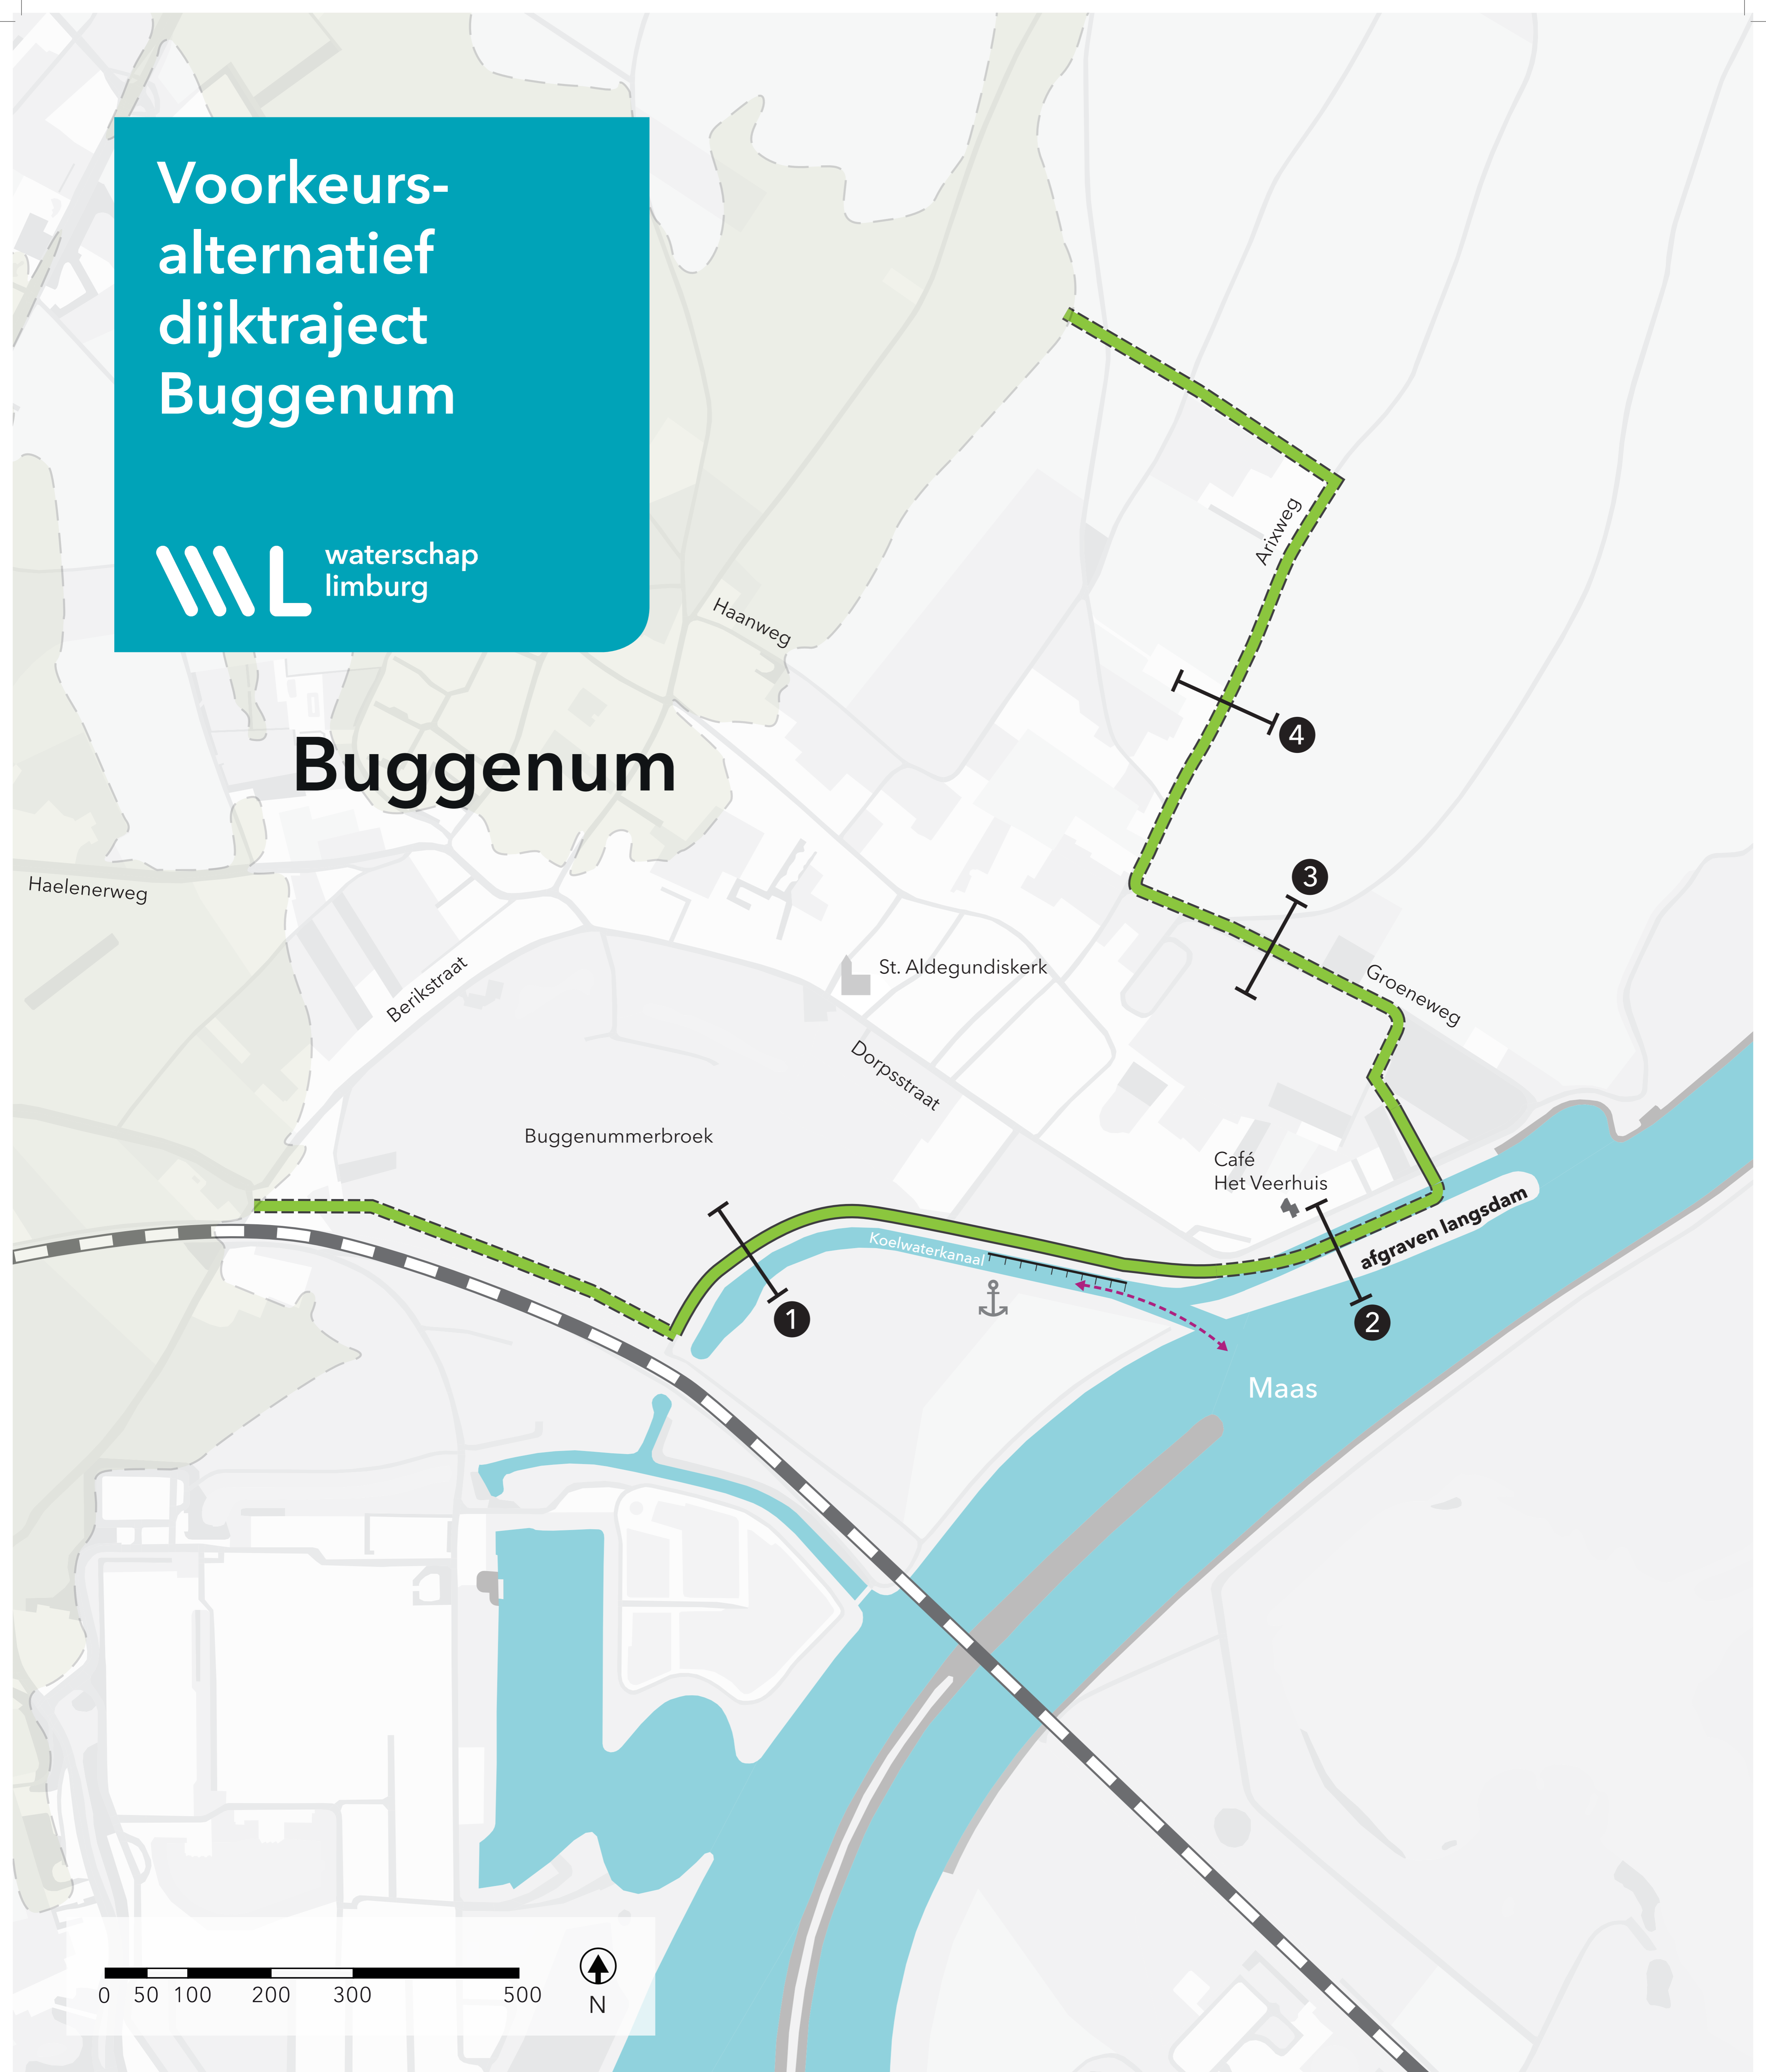 Voorkeurs-
alternatief
dijktraject
Buggenum
waterschap
limburg
Arixweg
Haanweg
4
Buggenum
3
Haelenerweg
St. Aldegundiskerk
Berikstraat
Groeneweg
Dorpsstraat
Buggenummerbroek
Café
Het Veerhuis
afgraven langsdam
Koelwaterkanaal
1
2
Maas
0 50 100 200 300 500
N